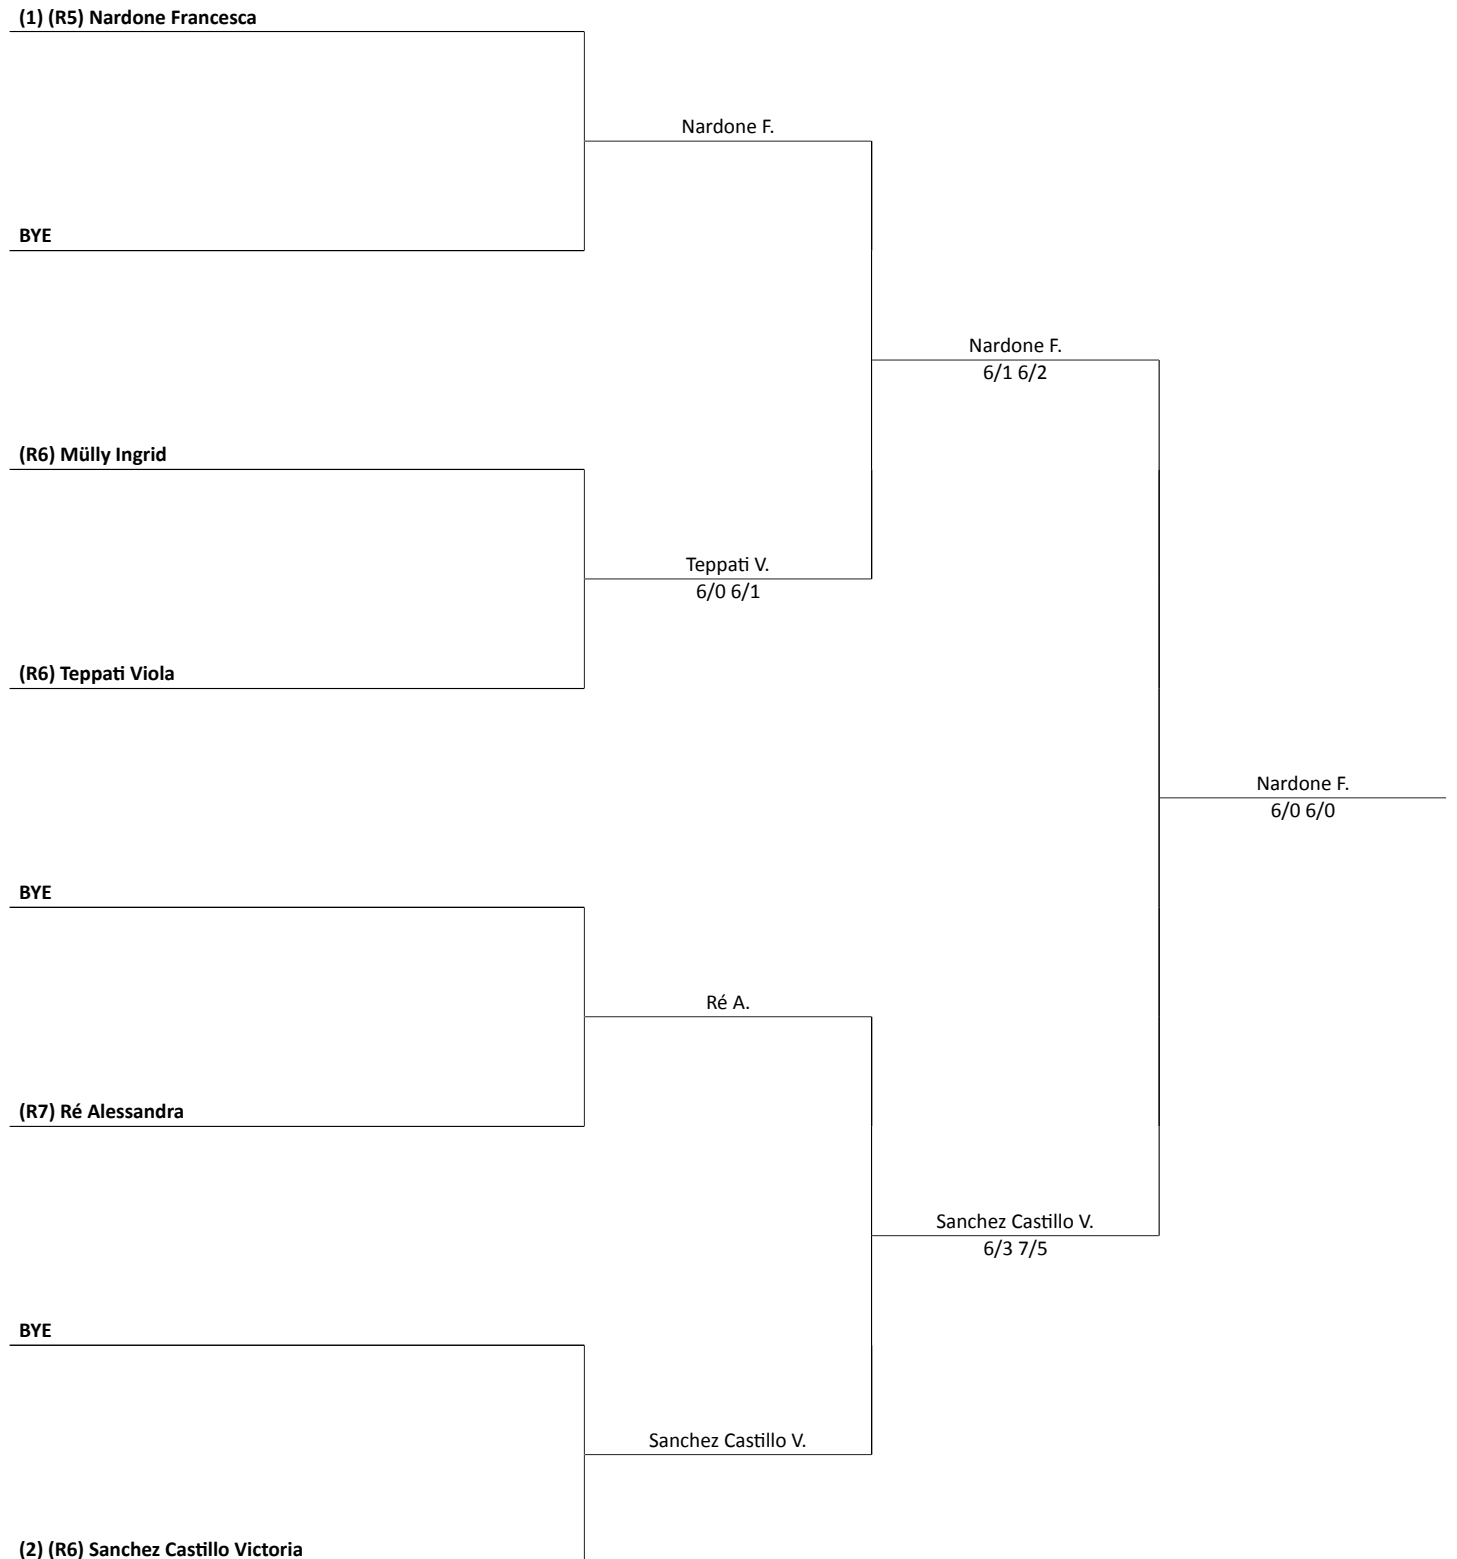 (1) (R5) Nardone Francesca
Nardone F.
BYE
Nardone F.
6/1 6/2
(R6) Mülly Ingrid
Teppati V.
6/0 6/1
(R6) Teppati Viola
Nardone F.
6/0 6/0
BYE
Ré A.
(R7) Ré Alessandra
Sanchez Castillo V.
6/3 7/5
BYE
Sanchez Castillo V.
(2) (R6) Sanchez Castillo Victoria